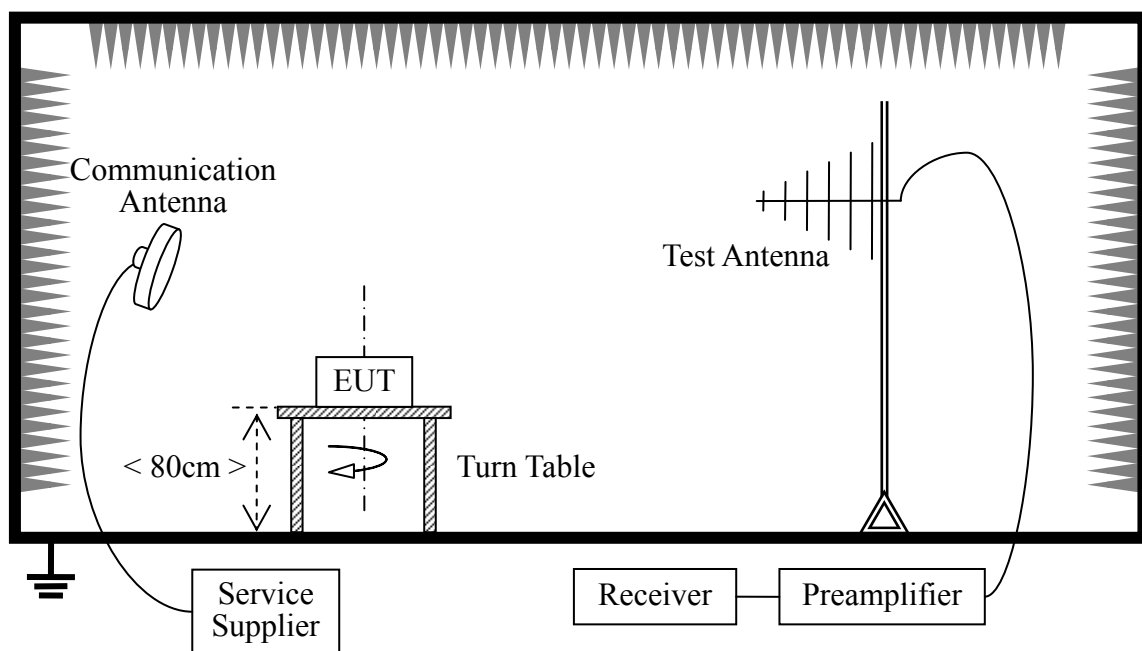 Communication
Antenna
Test Antenna
EUT
< 80cm >
Turn Table
Service
Supplier
Receiver
Preamplifier